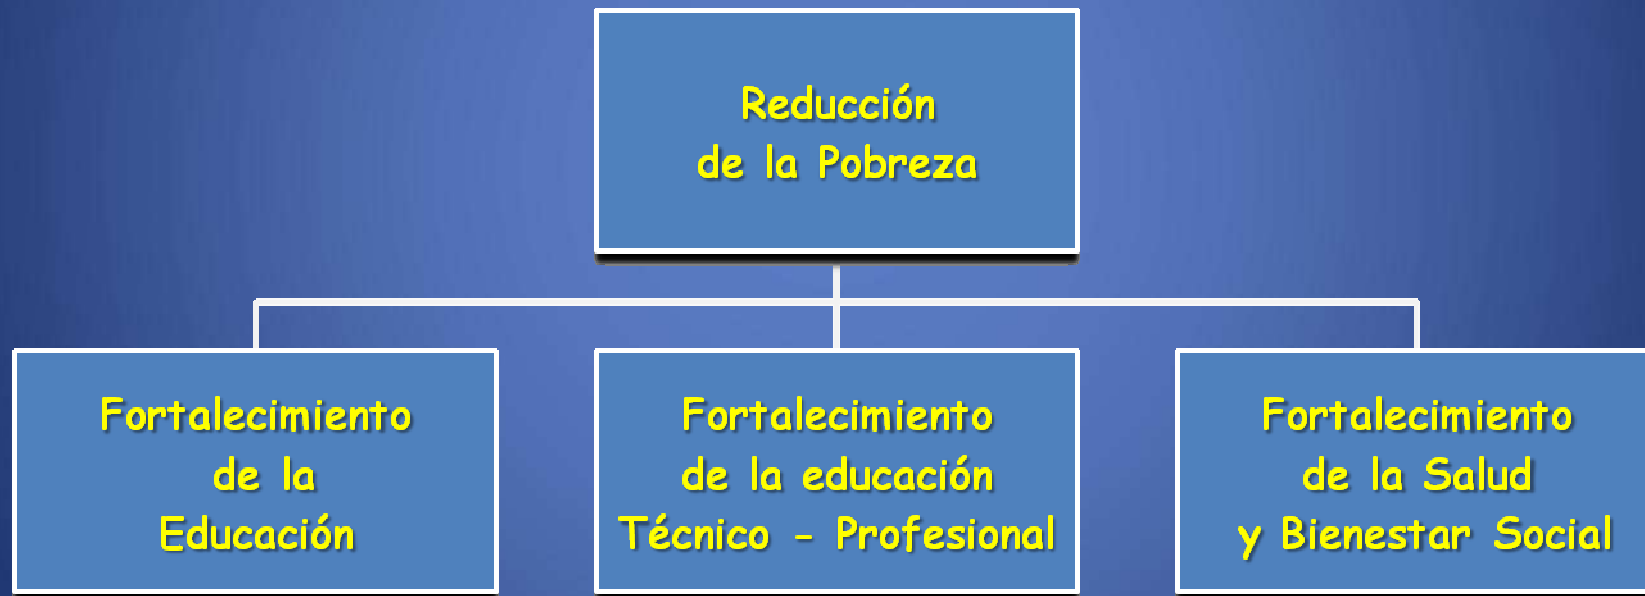 Reducción
de la Pobreza
Fortalecimiento
de la
Educación
Fortalecimiento
de la educación
Técnico - Profesional
Fortalecimiento
de la Salud
y Bienestar Social